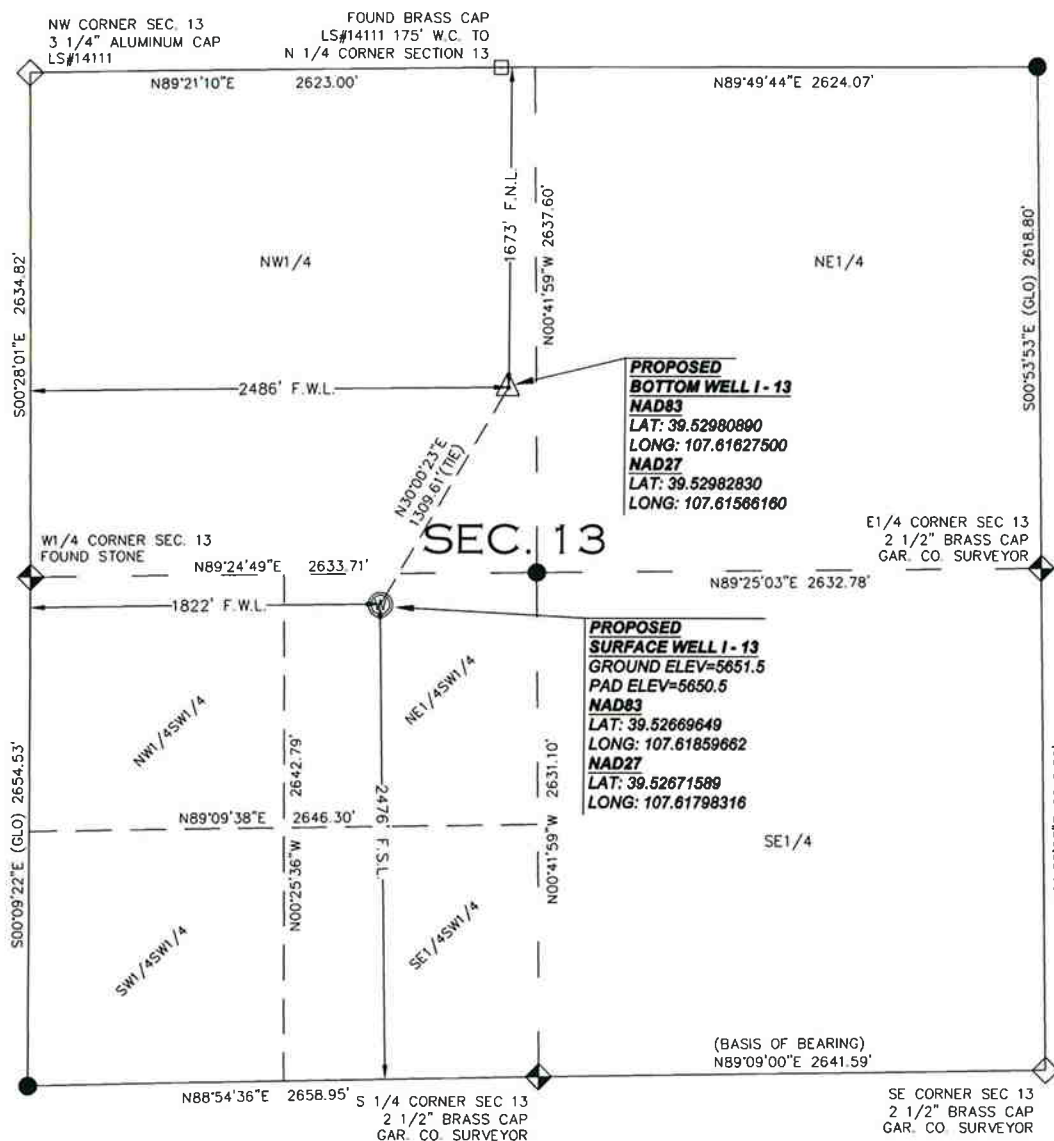 NW CORNER SEC. 13
3 1/4" ALUMINUM CAP
LS#14111
FOUND BRASS CAP
LS#14111 175' W.C. TO
N 1/4 CORNER SECTION 13
N89°21'10"E 2623.00'
N89°49'44"E 2624.07'
S00°28'01"E 2634.82'
NW1/4
1673' F.N.L.
N00°41'59"W 2637.60'
NE1/4
S00°53'53"E (GLO) 2618.80'
2486' F.W.L.
PROPOSED
BOTTOM WELL I - 13
NAD83
LAT: 39.52980890
LONG: 107.61627500
NAD27
LAT: 39.52982830
LONG: 107.61566160
N30°00'23"E
1309.61'(TIE)
SEC. 13
W1/4 CORNER SEC. 13
FOUND STONE
N89°24'49"E 2633.71'
E1/4 CORNER SEC 13
2 1/2" BRASS CAP
GAR. CO. SURVEYOR
N89°25'03"E 2632.78'
1822' F.W.L.
W
PROPOSED
SURFACE WELL I - 13
GROUND ELEV=5651.5
PAD ELEV=5650.5
NAD83
LAT: 39.52669649
LONG: 107.61859662
NAD27
LAT: 39.52671589
LONG: 107.61798316
NW1/4SW1/4
NE1/4SW1/4
S00°09'22"E (GLO) 2654.53'
N89°09'38"E 2646.30'
N00°25'36"W 2642.79'
2476' F.S.L.
N00°41'59"W 2631.10'
SE1/4
SW1/4SW1/4
SE1/4SW1/4
(BASIS OF BEARING)
N89°09'00"E 2641.59'
N88°54'36"E 2658.95'
S 1/4 CORNER SEC 13
2 1/2" BRASS CAP
GAR. CO. SURVEYOR
SE CORNER SEC 13
2 1/2" BRASS CAP
GAR. CO. SURVEYOR